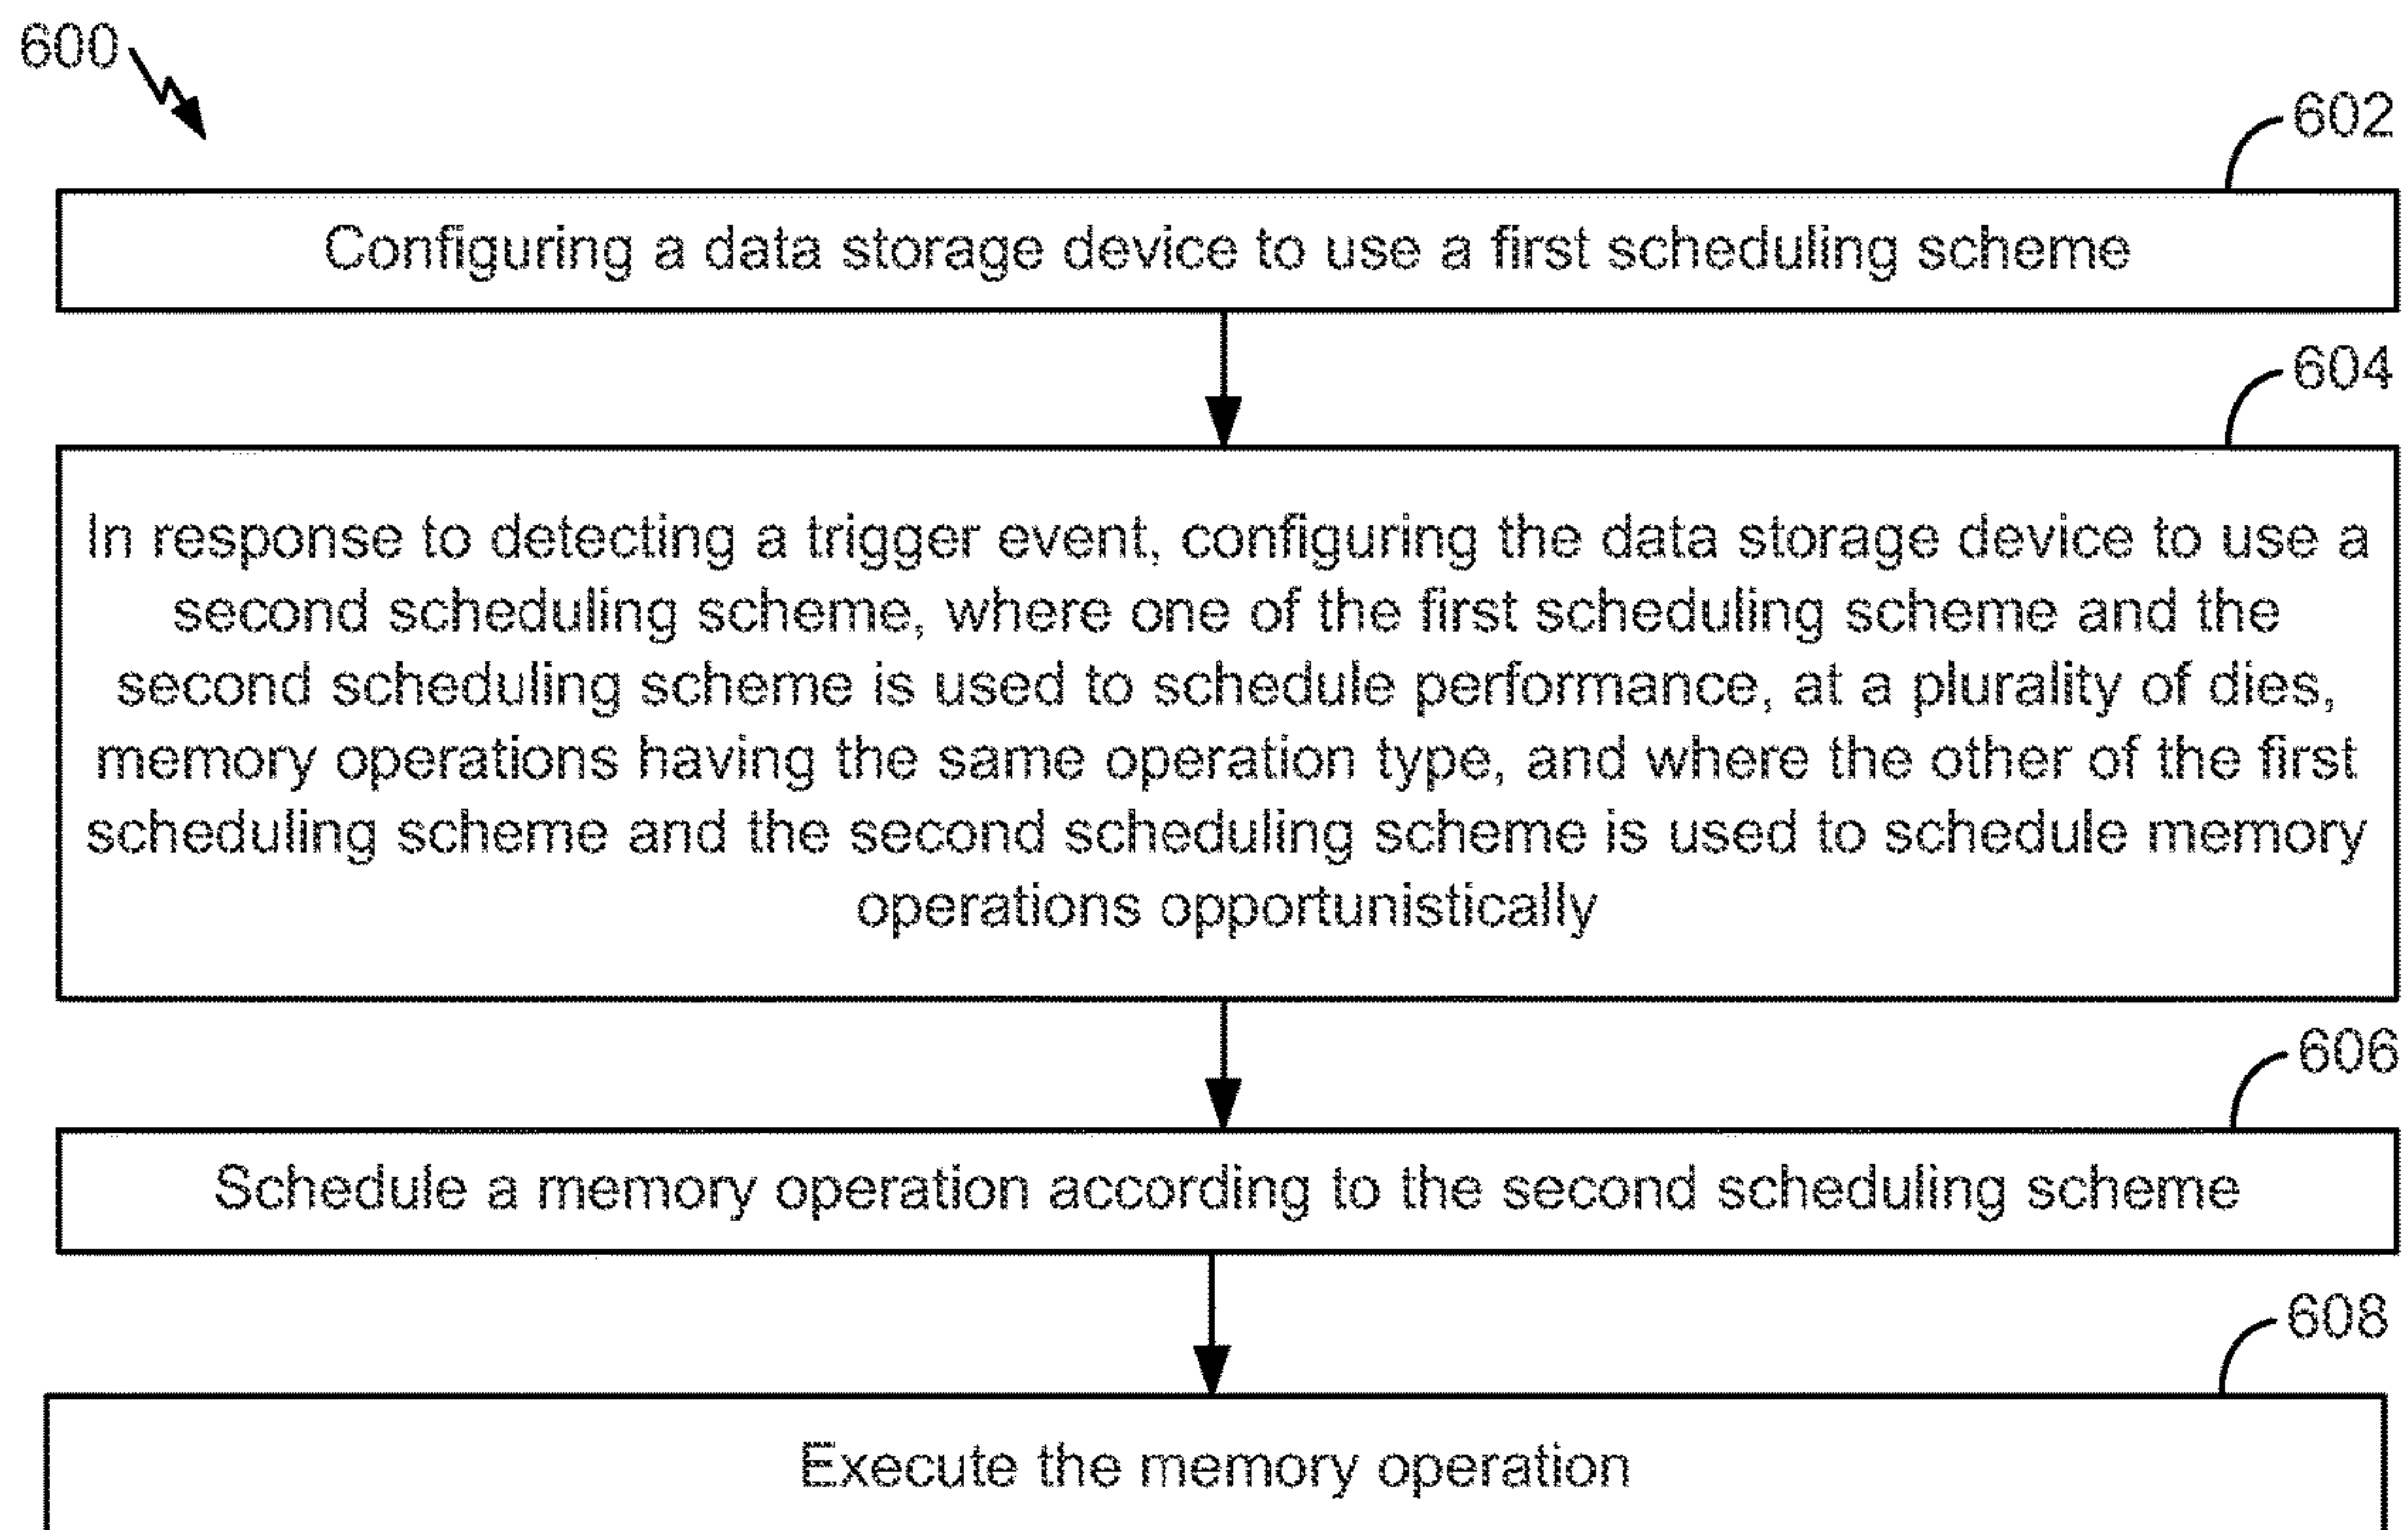 600
602
Configuring a data storage device to use a first scheduling scheme
604
In response to detecting a trigger event, configuring the data storage device to use a
second scheduling scheme, where one of the first scheduling scheme and the
second scheduling scheme is used to schedule performance, at a plurality of dies,
memory operations having the same operation type, and where the other of the first
scheduling scheme and the second scheduling scheme is used to schedule memory
operations opportunistically
606
Schedule a memory operation according to the second scheduling scheme
608
Execute the memory operation